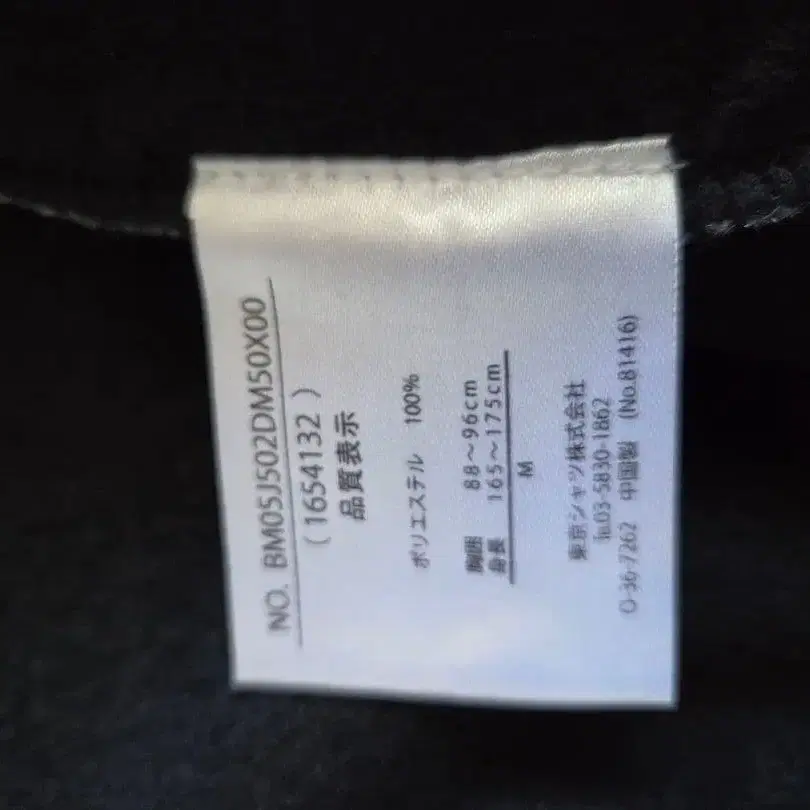 NO. BM05J502DM50X00
(1654132)
品質表示
ポリエステル 100%
胸囲 88～96cm
身長 165～175cm
M
東京シャツ株式会社
℡03-5830-1862
O-36-7262 中国製 (No.81416)